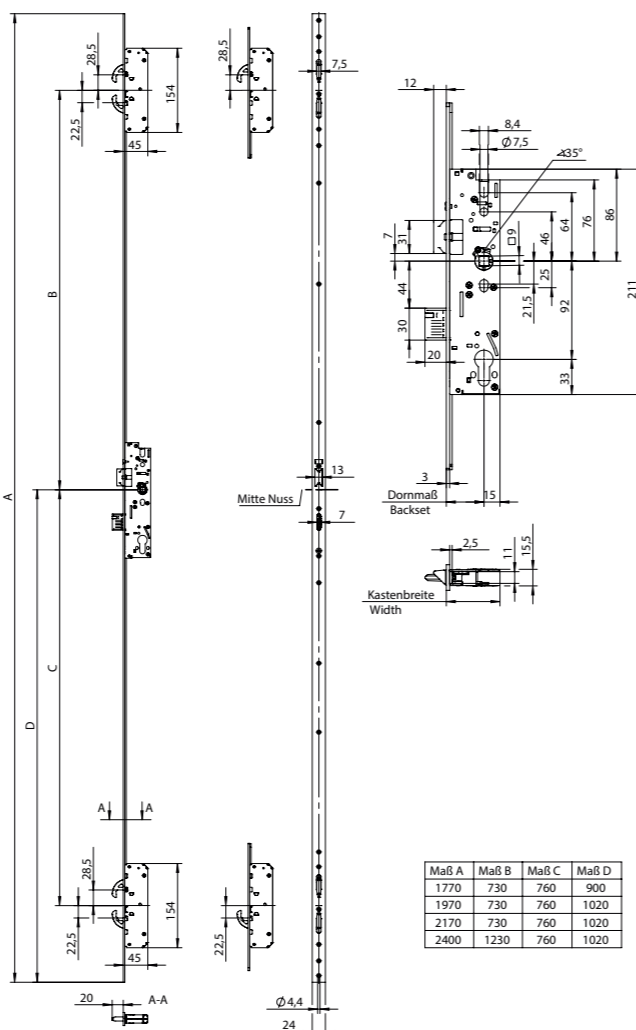 28,5
22,5
154
45
B
A
C
D
A A
28,5
22,5
154
45
20 A-A
28,5
22,5
7,5
13
Mitte Nuss
7
Ø 4,4
24
12
8,4
Ø 7,5
∡35°
7
31
44
30
20
□ 9
46
64
76
86
25
21,5
92
33
211
3
Dornmaß
Backset
15
2,5
11
15,5
Kastenbreite
Width
Maß A Maß B Maß C Maß D
1770 730 760 900
1970 730 760 1020
2170 730 760 1020
2400 1230 760 1020